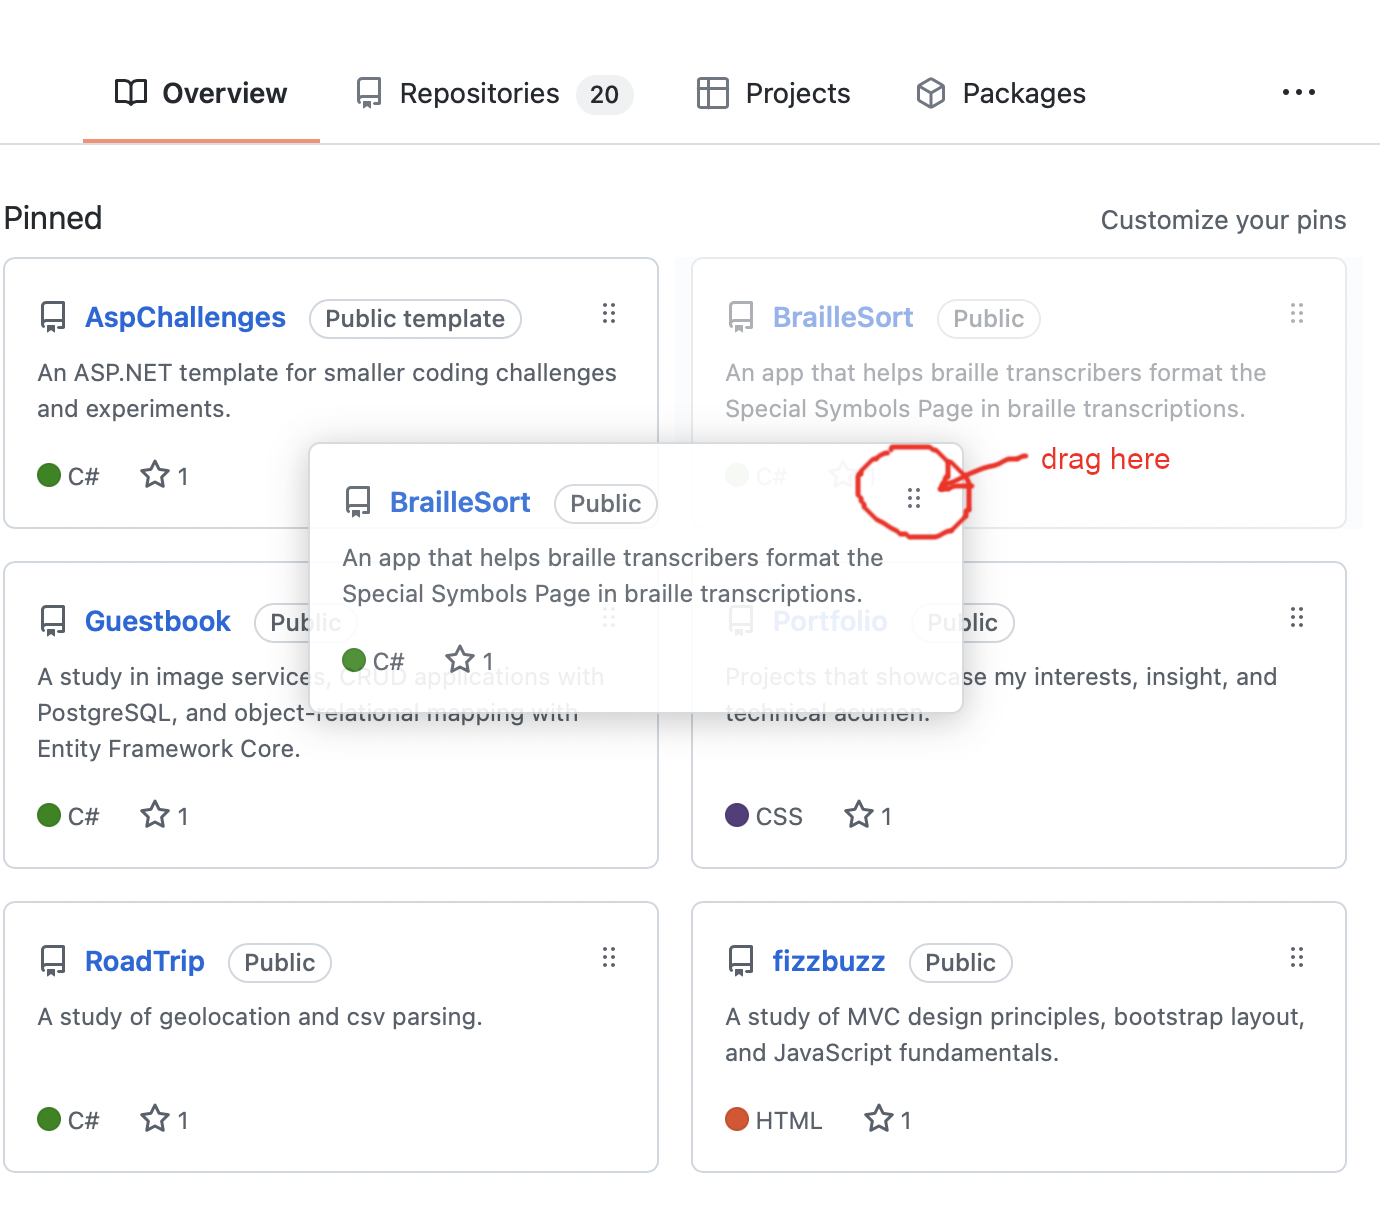 Overview
Repositories 20
Projects
Packages
Pinned
Customize your pins
AspChallenges Public template
An ASP.NET template for smaller coding challenges
and experiments.
C# 1
BrailleSort Public
An app that helps braille transcribers format the
Special Symbols Page in braille transcriptions.
C# 1
drag here
BrailleSort Public
An app that helps braille transcribers format the
Special Symbols Page in braille transcriptions.
C# 1
Guestbook Public
A study in image services, CRUD applications with
PostgreSQL, and object-relational mapping with
Entity Framework Core.
C# 1
Portfolio Public
Projects that showcase my interests, insight, and
technical acumen.
CSS 1
RoadTrip Public
A study of geolocation and csv parsing.
C# 1
fizzbuzz Public
A study of MVC design principles, bootstrap layout,
and JavaScript fundamentals.
HTML 1